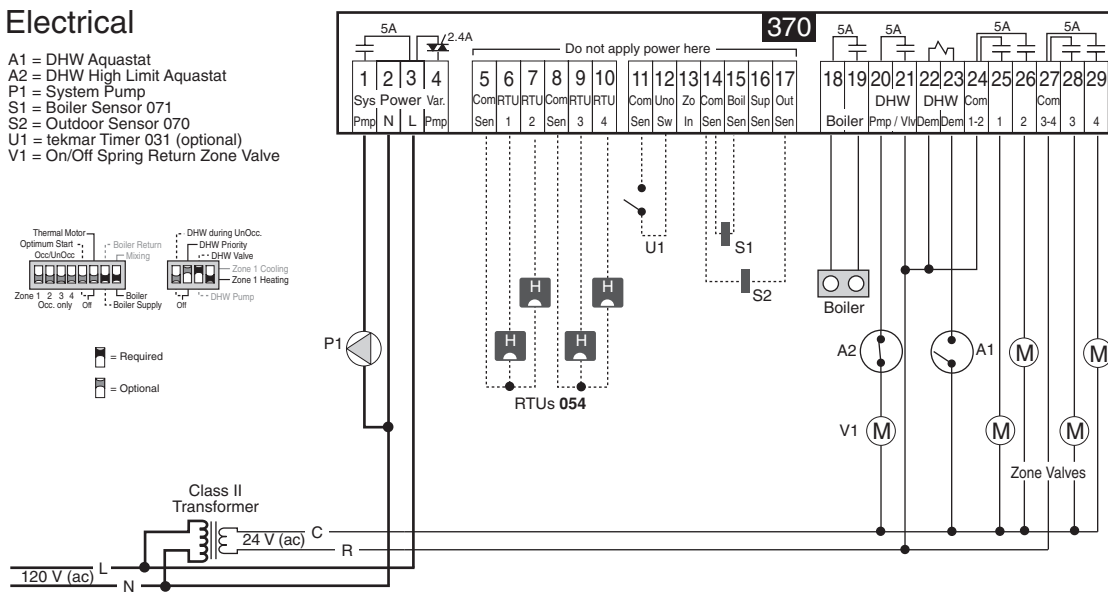 Electrical
A1 = DHW Aquastat
A2 = DHW High Limit Aquastat
P1 = System Pump
S1 = Boiler Sensor 071
S2 = Outdoor Sensor 070
U1 = tekmar Timer 031 (optional)
V1 = On/Off Spring Return Zone Valve
370
5A 2.4A Do not apply power here 5A 5A 5A 5A
1 2 3 4 5 6 7 8 9 10 11 12 13 14 15 16 17 18 19 20 21 22 23 24 25 26 27 28 29
Sys Power Var. Com RTU RTU Com RTU RTU Com Uno Zo Com Boil Sup Out DHW DHW Com Com
Pmp N L Pmp Sen 1 2 Sen 3 4 Sen Sw In Sen Sen Sen Sen Boiler Pmp / Vlv Dem Dem 1-2 1 2 3-4 3 4
Thermal Motor
Optimum Start
Occ/UnOcc
Boiler Return
Mixing
Zone 1 2 3 4
Occ. only
Off
Boiler
Boiler Supply
DHW during UnOcc.
DHW Priority
DHW Valve
Zone 1 Cooling
Zone 1 Heating
Off
DHW Pump
= Required
= Optional
U1
S1
S2
Boiler
H H
P1
H H
A2
A1
M M
RTUs 054
V1 M M M
Zone Valves
Class II
Transformer
24 V (ac)
C
R
120 V (ac)
L
N